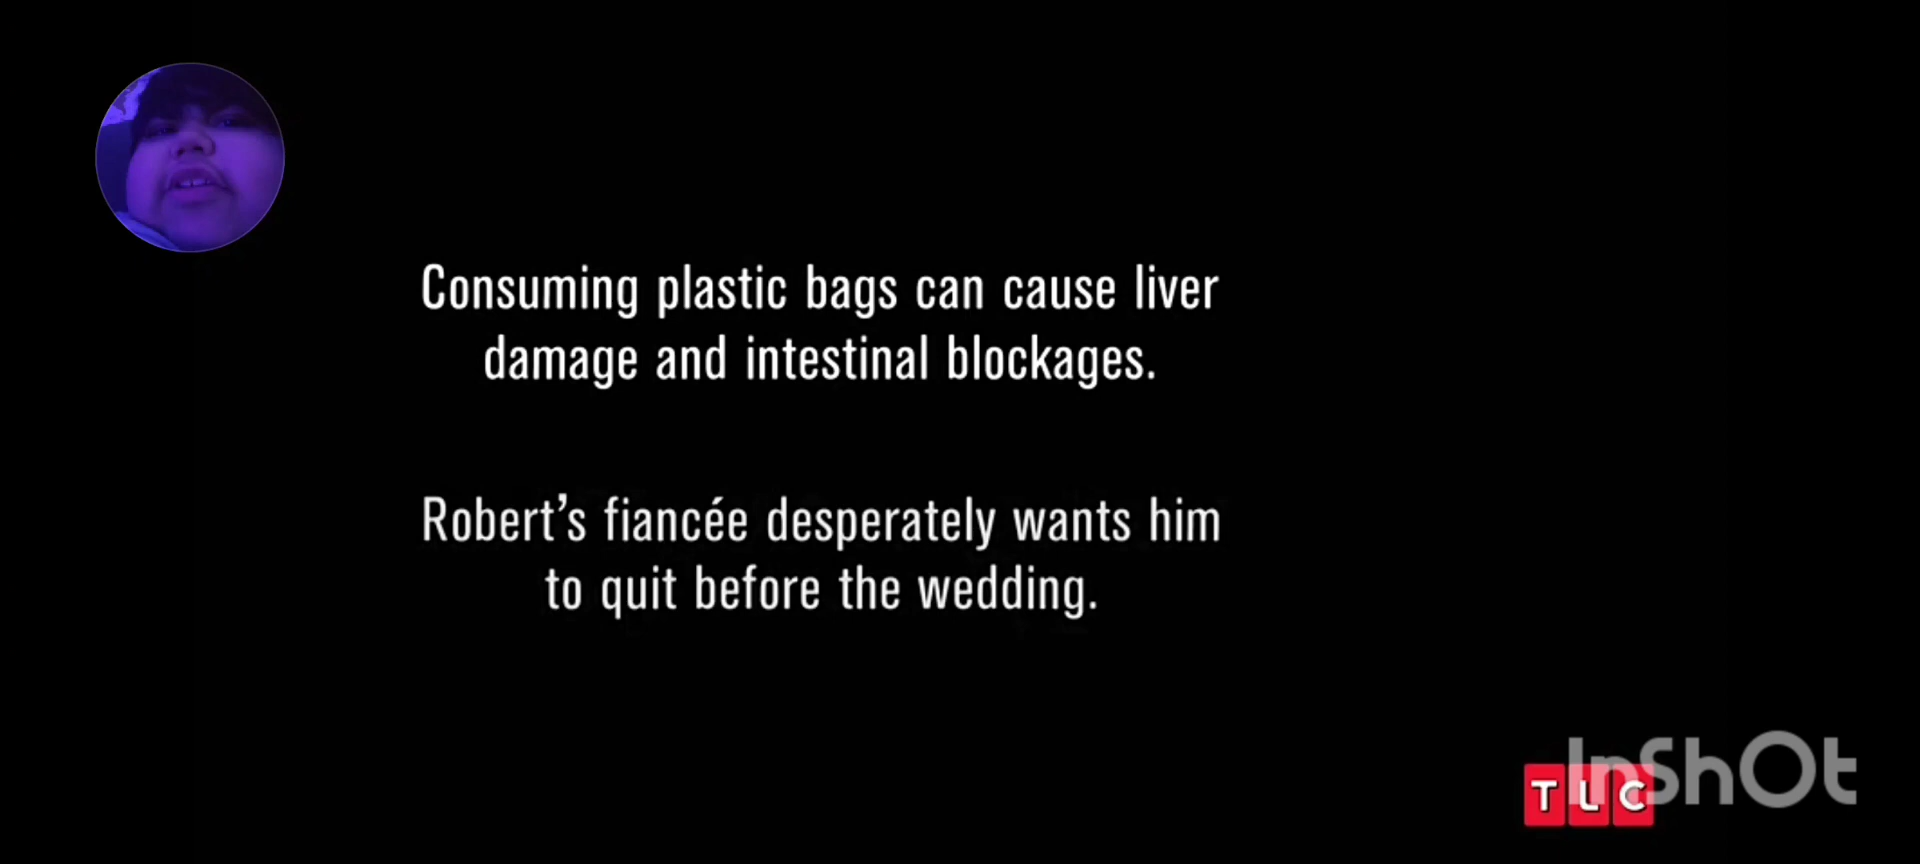 Consuming plastic bags can cause liver
damage and intestinal blockages.
Robert's fiancée desperately wants him
to quit before the wedding.
InShOt
TLC